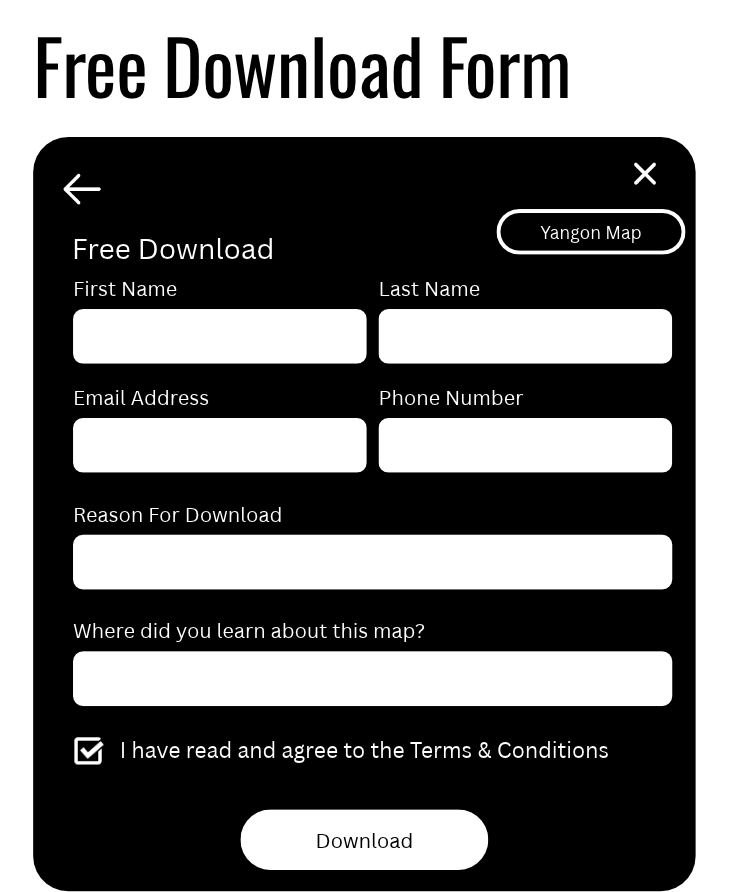 Free Download Form
Yangon Map
Free Download
First Name
Last Name
Email Address
Phone Number
Reason For Download
Where did you learn about this map?
I have read and agree to the Terms & Conditions
Download